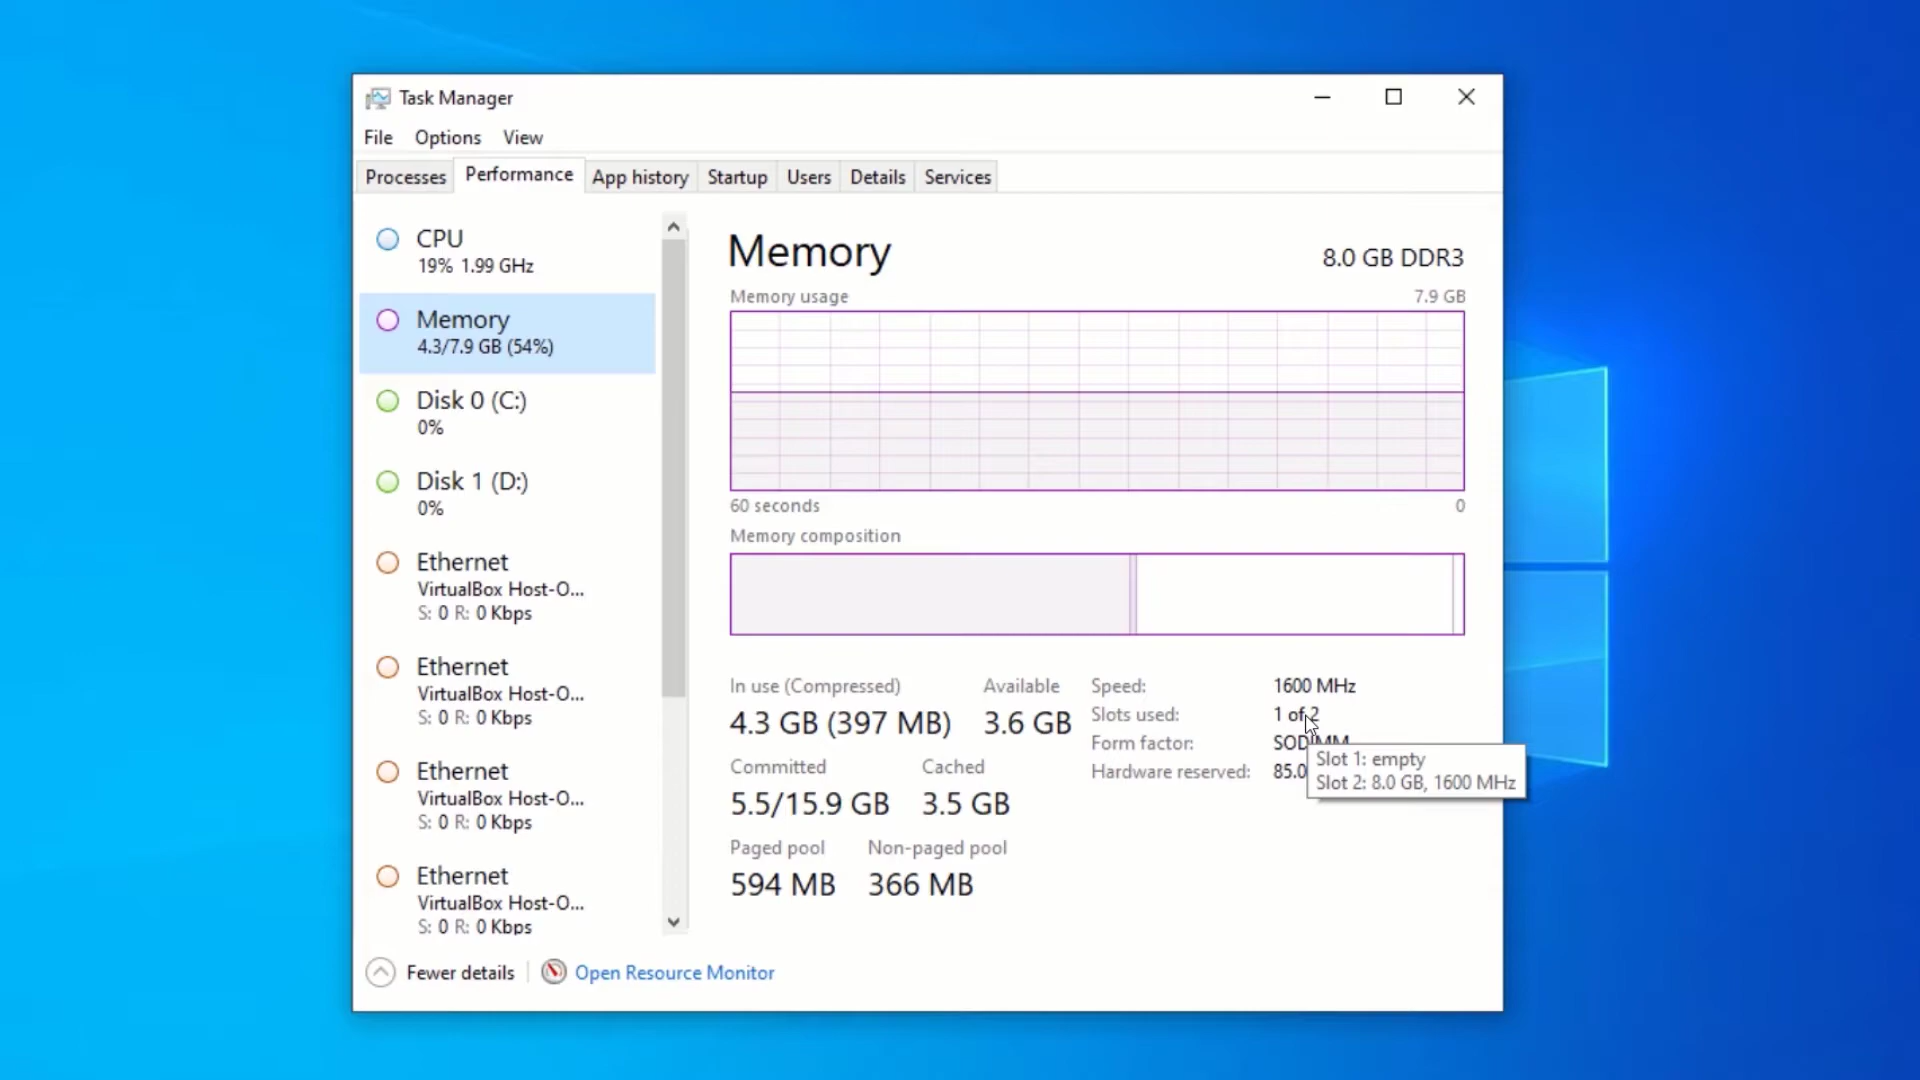 Task Manager
File Options View
Processes Performance App history Startup Users Details Services
CPU
19% 1.99 GHz
Memory
4.3/7.9 GB (54%)
Disk 0 (C:)
0%
Disk 1 (D:)
0%
Ethernet
VirtualBox Host-O...
S: 0 R: 0 Kbps
Ethernet
VirtualBox Host-O...
S: 0 R: 0 Kbps
Ethernet
VirtualBox Host-O...
S: 0 R: 0 Kbps
Ethernet
VirtualBox Host-O...
S: 0 R: 0 Kbps
Memory 8.0 GB DDR3
Memory usage 7.9 GB
60 seconds 0
Memory composition
In use (Compressed) Available
4.3 GB (397 MB) 3.6 GB
Committed Cached
5.5/15.9 GB 3.5 GB
Paged pool Non-paged pool
594 MB 366 MB
Speed: 1600 MHz
Slots used: 1 of 2
Form factor: SODIMM
Hardware reserved: 85.0
Slot 1: empty
Slot 2: 8.0 GB, 1600 MHz
Fewer details Open Resource Monitor